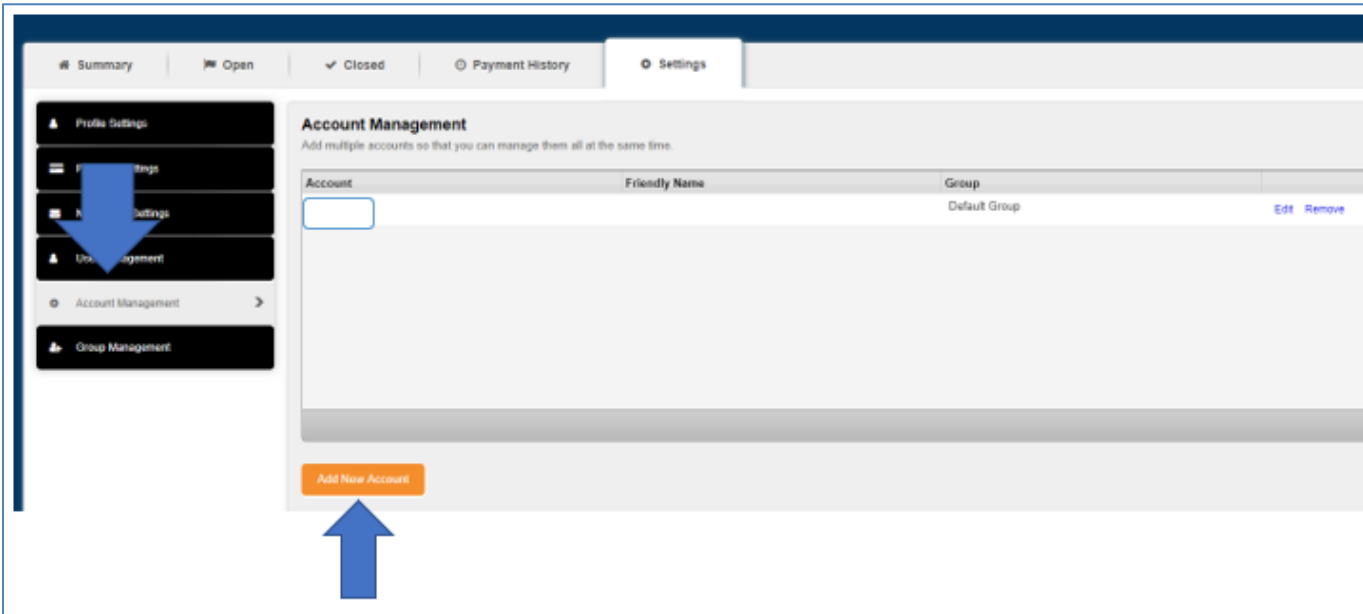 Summary
Open
Closed
Payment History
Settings
Profile Settings
Account Management
Add multiple accounts so that you can manage them all at the same time.
Account Friendly Name Group
Default Group Edit Remove
Account Management
Group Management
Add New Account